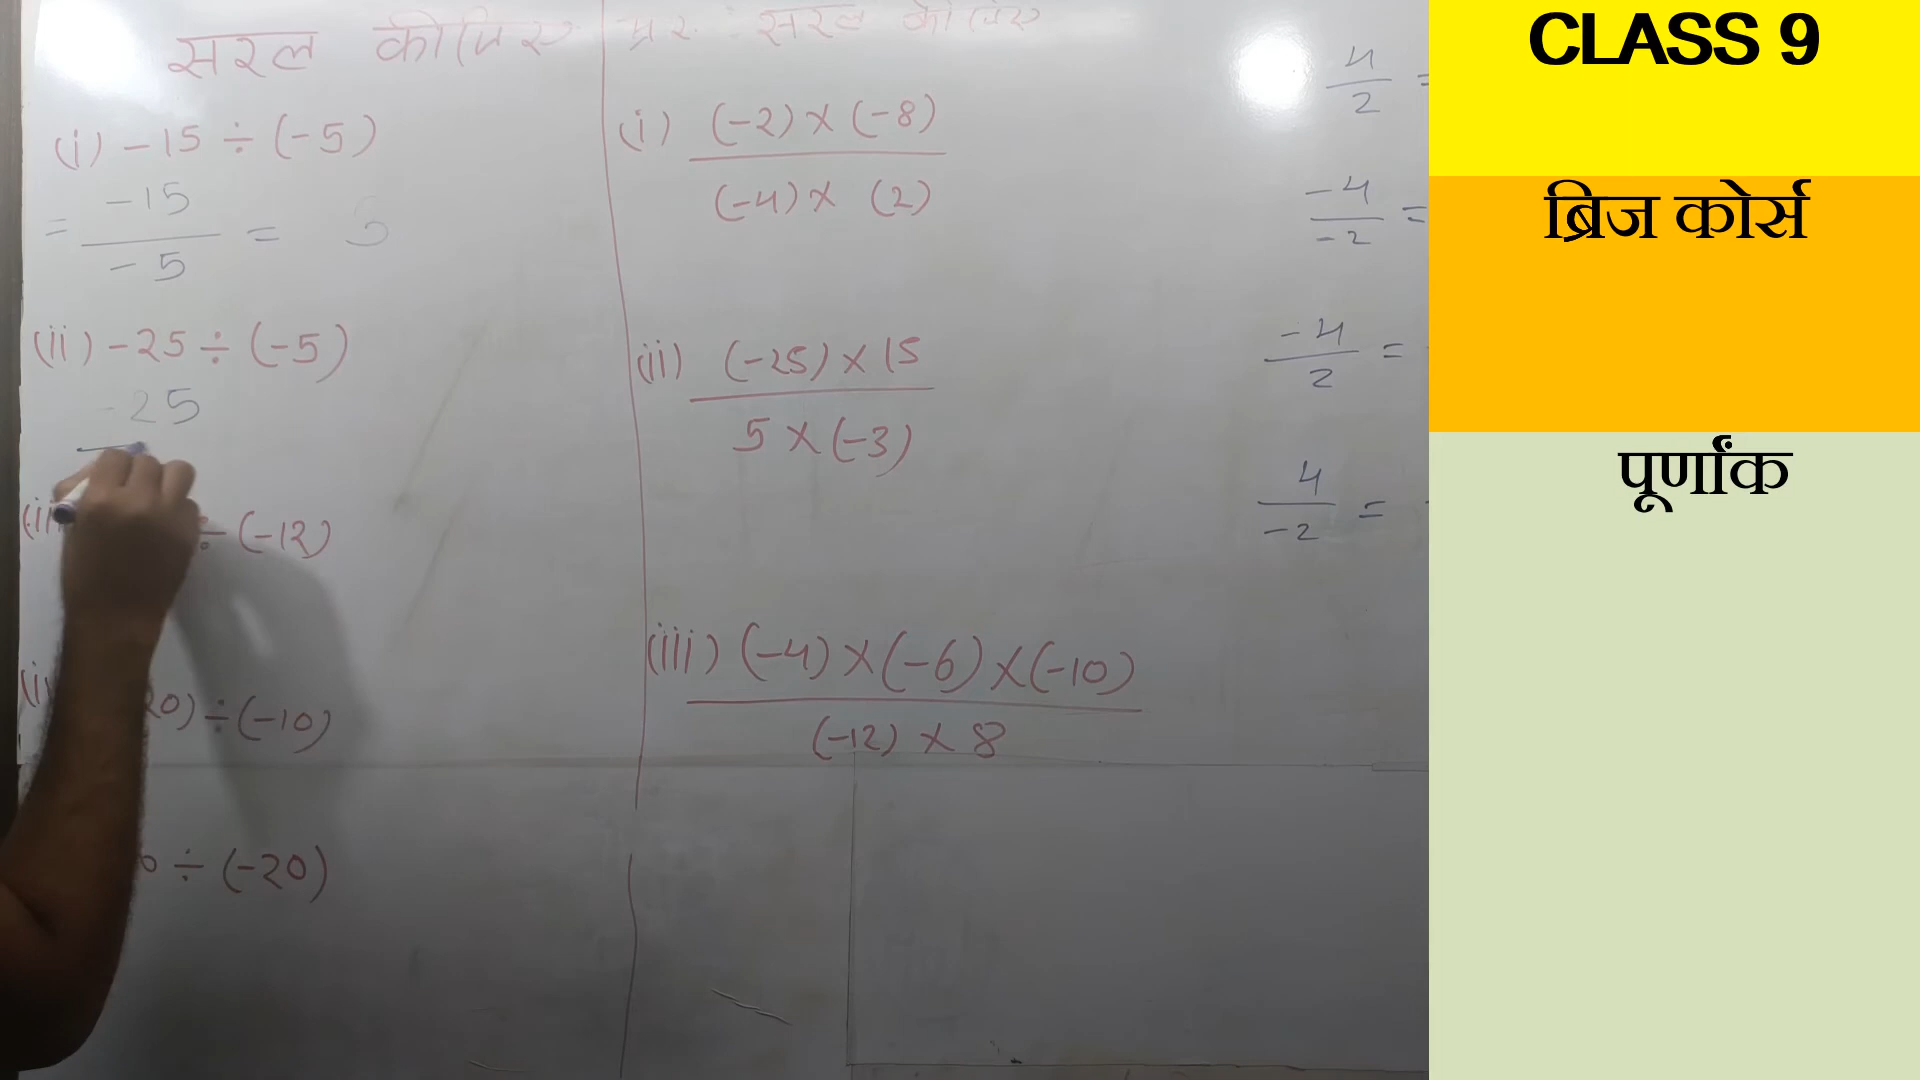 सरल कीजिए
(i) -15 ÷ (-5)
= -15
-5
=
(ii) -25 ÷ (-5)
-25
÷ (-12)
20) ÷ (-10)
÷ (-20)
प्र. सरल कीजिए
(i) (-2) × (-8)
(-4) × (2)
(ii) (-25) × 15
5 × (-3)
(iii) (-4) × (-6) × (-10)
(-12) × 8
4
2 =
-4
-2 =
-4
2 =
4
-2 =
CLASS 9
ब्रिज कोर्स
पूर्णांक